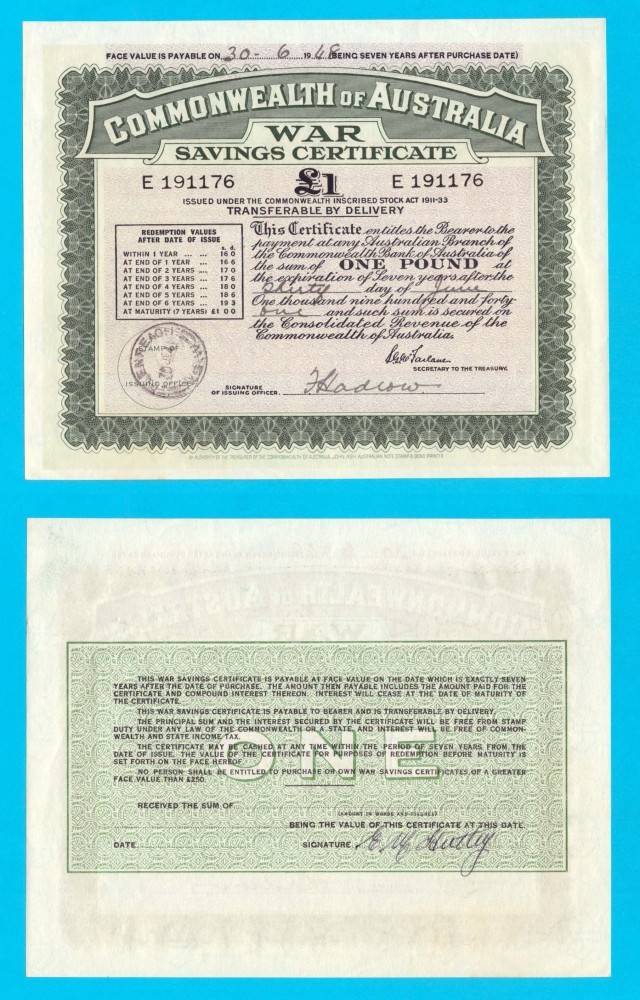 FACE VALUE IS PAYABLE ON 30-6 1948 (BEING SEVEN YEARS AFTER PURCHASE DATE)
COMMONWEALTH OF AUSTRALIA
WAR
SAVINGS CERTIFICATE
E 191176 £1 E 191176
ISSUED UNDER THE COMMONWEALTH INSCRIBED STOCK ACT 1911-33
TRANSFERABLE BY DELIVERY
REDEMPTION VALUES
AFTER DATE OF ISSUE
s. d.
WITHIN 1 YEAR ... ... 16 0
AT END OF 1 YEAR ... 16 6
AT END OF 2 YEARS ... 17 0
AT END OF 3 YEARS ... 17 6
AT END OF 4 YEARS ... 18 0
AT END OF 5 YEARS ... 18 6
AT END OF 6 YEARS ... 19 3
AT MATURITY (7 YEARS) £1 0 0
This Certificate entitles the Bearer to the
payment at any Australian Branch of
the Commonwealth Bank of Australia of
the sum of ONE POUND at
the expiration of Seven years after the
Thirty day of June
One thousand nine hundred and forty-
one and such sum is secured on
the Consolidated Revenue of the
Commonwealth of Australia.
STAMP OF
ISSUING OFFICE
SECRETARY TO THE TREASURY.
SIGNATURE
OF ISSUING OFFICER.
BY AUTHORITY OF THE TREASURER OF THE COMMONWEALTH OF AUSTRALIA. JOHN ASH, AUSTRALIAN NOTE, STAMP & BOND PRINTER
THIS WAR SAVINGS CERTIFICATE IS PAYABLE AT FACE VALUE ON THE DATE WHICH IS EXACTLY SEVEN
YEARS AFTER THE DATE OF PURCHASE. THE AMOUNT THEN PAYABLE INCLUDES THE AMOUNT PAID FOR THE
CERTIFICATE AND COMPOUND INTEREST THEREON. INTEREST WILL CEASE AT THE DATE OF MATURITY OF
THE CERTIFICATE.
THIS WAR SAVINGS CERTIFICATE IS PAYABLE TO BEARER AND IS TRANSFERABLE BY DELIVERY.
THE PRINCIPAL SUM AND THE INTEREST SECURED BY THE CERTIFICATE WILL BE FREE FROM STAMP
DUTY UNDER ANY LAW OF THE COMMONWEALTH OR A STATE, AND INTEREST WILL BE FREE OF COMMON-
WEALTH AND STATE INCOME TAX.
THE CERTIFICATE MAY BE CASHED AT ANY TIME WITHIN THE PERIOD OF SEVEN YEARS FROM THE
DATE OF ISSUE. THE VALUE OF THE CERTIFICATE FOR PURPOSES OF REDEMPTION BEFORE MATURITY IS
SET FORTH ON THE FACE HEREOF.
ONE
NO PERSON SHALL BE ENTITLED TO PURCHASE OR OWN WAR SAVINGS CERTIFICATES OF A GREATER
FACE VALUE THAN £250.
RECEIVED THE SUM OF
(AMOUNT IN WORDS AND FIGURES)
BEING THE VALUE OF THIS CERTIFICATE AT THIS DATE.
DATE SIGNATURE